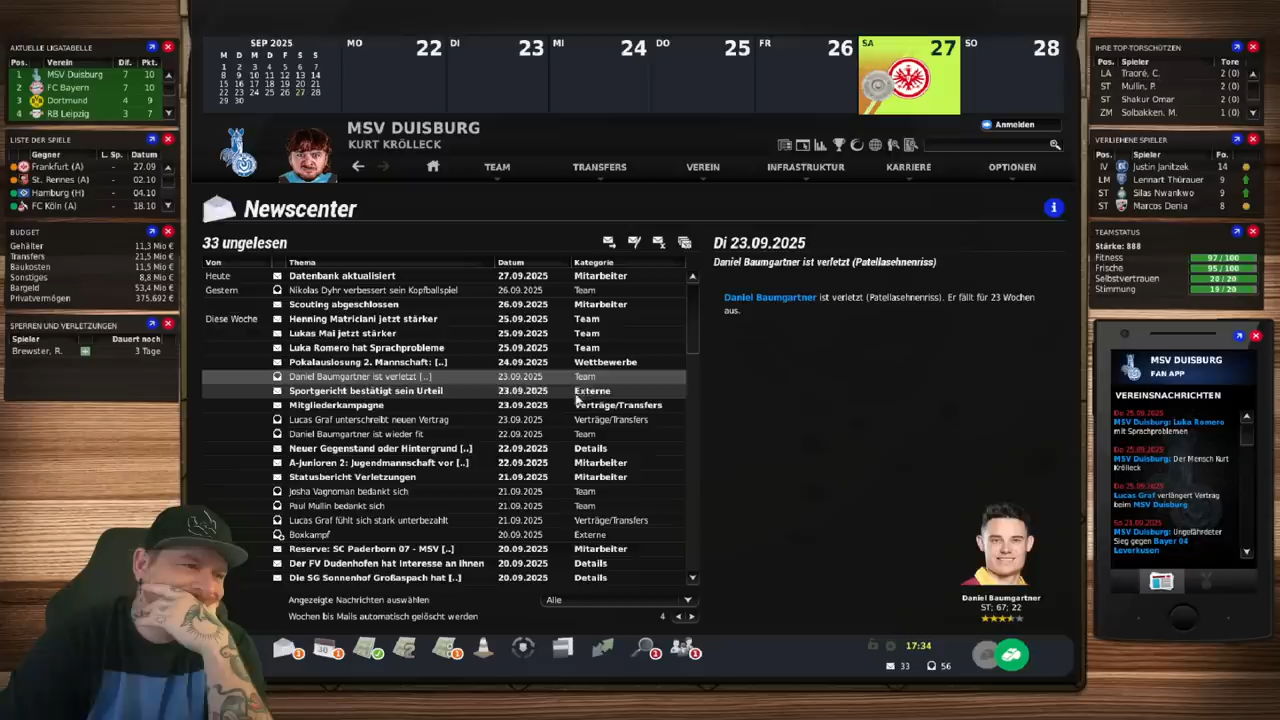 AKTUELLE LIGATABELLE
Pos. Verein Dif. Pkt.
1 MSV Duisburg 7 10
2 FC Bayern 7 10
3 Dortmund 4 9
4 RB Leipzig 3 7
LISTE DER SPIELE
Gegner L. Sp. Datum
Frankfurt (A) - 27.09
St. Rennes (A) - 02.10
Hamburg (H) - 04.10
FC Köln (A) - 18.10
BUDGET
Gehälter 11,3 Mio €
Transfers 21,5 Mio €
Baukosten 11,5 Mio €
Sonstiges 8,8 Mio €
Bargeld 53,4 Mio €
Privatvermögen 375.692 €
SPERREN UND VERLETZUNGEN
Spieler Dauert noch
Brewster, R. 3 Tage
SEP 2025
M D M D F S S
1 2 3 4 5 6 7
8 9 10 11 12 13 14
15 16 17 18 19 20 21
22 23 24 25 26 27 28
29 30
MO 22 DI 23 MI 24 DO 25 FR 26 SA 27 SO 28
MSV DUISBURG
KURT KRÖLLECK
Anmelden
TEAM TRANSFERS VEREIN INFRASTRUKTUR KARRIERE OPTIONEN
Newscenter
33 ungelesen
Von Thema Datum Kategorie
Heute Datenbank aktualisiert 27.09.2025 Mitarbeiter
Gestern Nikolas Dyhr verbessert sein Kopfballspiel 26.09.2025 Team
Scouting abgeschlossen 26.09.2025 Mitarbeiter
Diese Woche Henning Matriciani jetzt stärker 25.09.2025 Team
Lukas Mai jetzt stärker 25.09.2025 Team
Luka Romero hat Sprachprobleme 25.09.2025 Team
Pokalauslosung 2. Mannschaft: [..] 24.09.2025 Wettbewerbe
Daniel Baumgartner ist verletzt [..] 23.09.2025 Team
Sportgericht bestätigt sein Urteil 23.09.2025 Externe
Mitgliederkampagne 23.09.2025 Verträge/Transfers
Lucas Graf unterschreibt neuen Vertrag 23.09.2025 Verträge/Transfers
Daniel Baumgartner ist wieder fit 22.09.2025 Team
Neuer Gegenstand oder Hintergrund [..] 22.09.2025 Details
A-Junioren 2: Jugendmannschaft vor [..] 22.09.2025 Mitarbeiter
Statusbericht Verletzungen 21.09.2025 Mitarbeiter
Josha Vagnoman bedankt sich 21.09.2025 Team
Paul Mullin bedankt sich 21.09.2025 Team
Lucas Graf fühlt sich stark unterbezahlt 21.09.2025 Verträge/Transfers
Boxkampf 20.09.2025 Externe
Reserve: SC Paderborn 07 - MSV [..] 20.09.2025 Mitarbeiter
Der FV Dudenhofen hat Interesse an Ihnen 20.09.2025 Details
Die SG Sonnenhof Großaspach hat [..] 20.09.2025 Details
Angezeigte Nachrichten auswählen Alle
Wochen bis Mails automatisch gelöscht werden 4
Di 23.09.2025
Daniel Baumgartner ist verletzt (Patellasehnenriss)
Daniel Baumgartner ist verletzt (Patellasehnenriss). Er fällt für 23 Wochen
aus.
Daniel Baumgartner
ST; 67; 22
30 1 1 1 1 1 1
17:34
33 56
IHRE TOP-TORSCHÜTZEN
Pos. Spieler Tore
LA Traoré, C. 2 (0)
ST Mullin, P. 2 (0)
ST Shakur Omar 2 (0)
ZM Solbakken, M. 1 (0)
VERLIEHENE SPIELER
Pos. Spieler Fo.
IV Justin Janitzek 14
LM Lennart Thürauer 9
ST Silas Nwankwo 9
ST Marcos Denia 8
TEAMSTATUS
Stärke: 888
Fitness 97 / 100
Frische 95 / 100
Selbstvertrauen 20 / 20
Stimmung 19 / 20
MSV DUISBURG
FAN APP
VEREINSNACHRICHTEN
Do 25.09.2025
MSV Duisburg: Luka Romero
mit Sprachproblemen
Do 25.09.2025
MSV Duisburg: Der Mensch Kurt
Krölleck
MSV Duisburg
Lucas Graf verlängert Vertrag
beim MSV Duisburg
MSV Duisburg: Ungefährdeter
Sieg gegen Bayer 04
Leverkusen